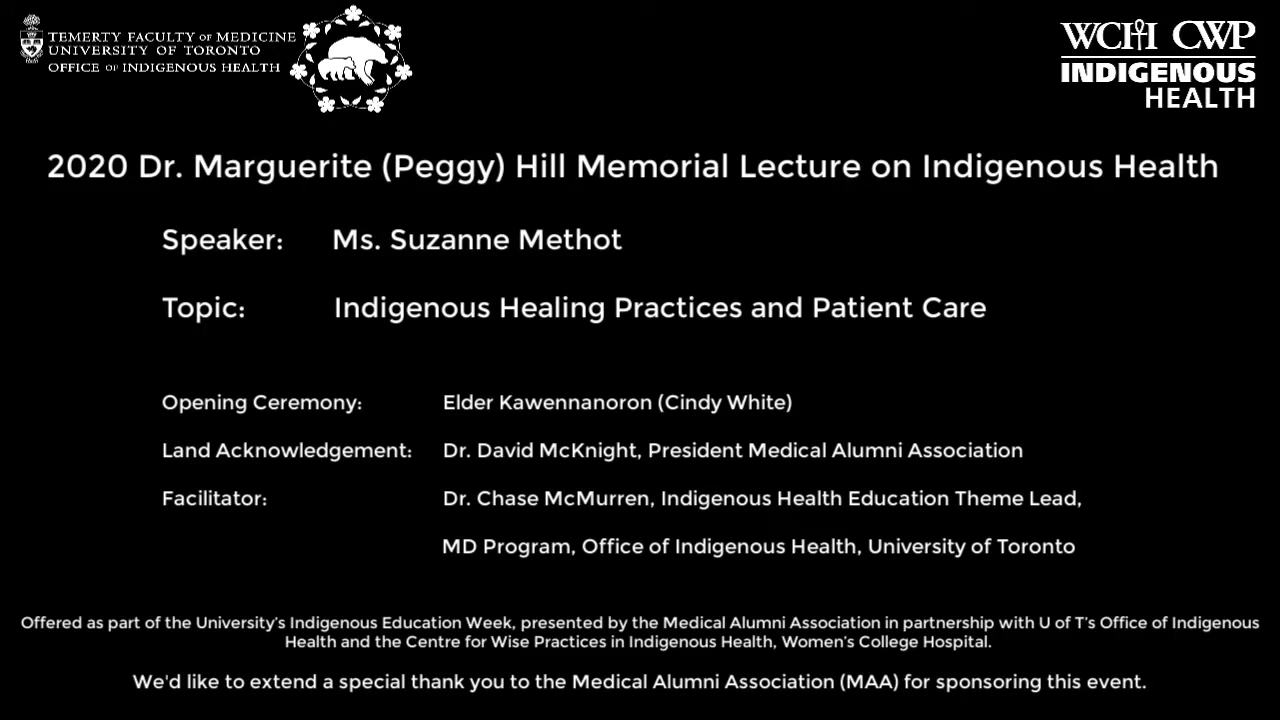 TEMERTY FACULTY OF MEDICINE
UNIVERSITY OF TORONTO
OFFICE OF INDIGENOUS HEALTH
WCHI CWP
INDIGENOUS
HEALTH
2020 Dr. Marguerite (Peggy) Hill Memorial Lecture on Indigenous Health
Speaker: Ms. Suzanne Methot
Topic: Indigenous Healing Practices and Patient Care
Opening Ceremony: Elder Kawennanoron (Cindy White)
Land Acknowledgement: Dr. David McKnight, President Medical Alumni Association
Facilitator: Dr. Chase McMurren, Indigenous Health Education Theme Lead,
MD Program, Office of Indigenous Health, University of Toronto
Offered as part of the University's Indigenous Education Week, presented by the Medical Alumni Association in partnership with U of T's Office of Indigenous
Health and the Centre for Wise Practices in Indigenous Health, Women's College Hospital.
We'd like to extend a special thank you to the Medical Alumni Association (MAA) for sponsoring this event.